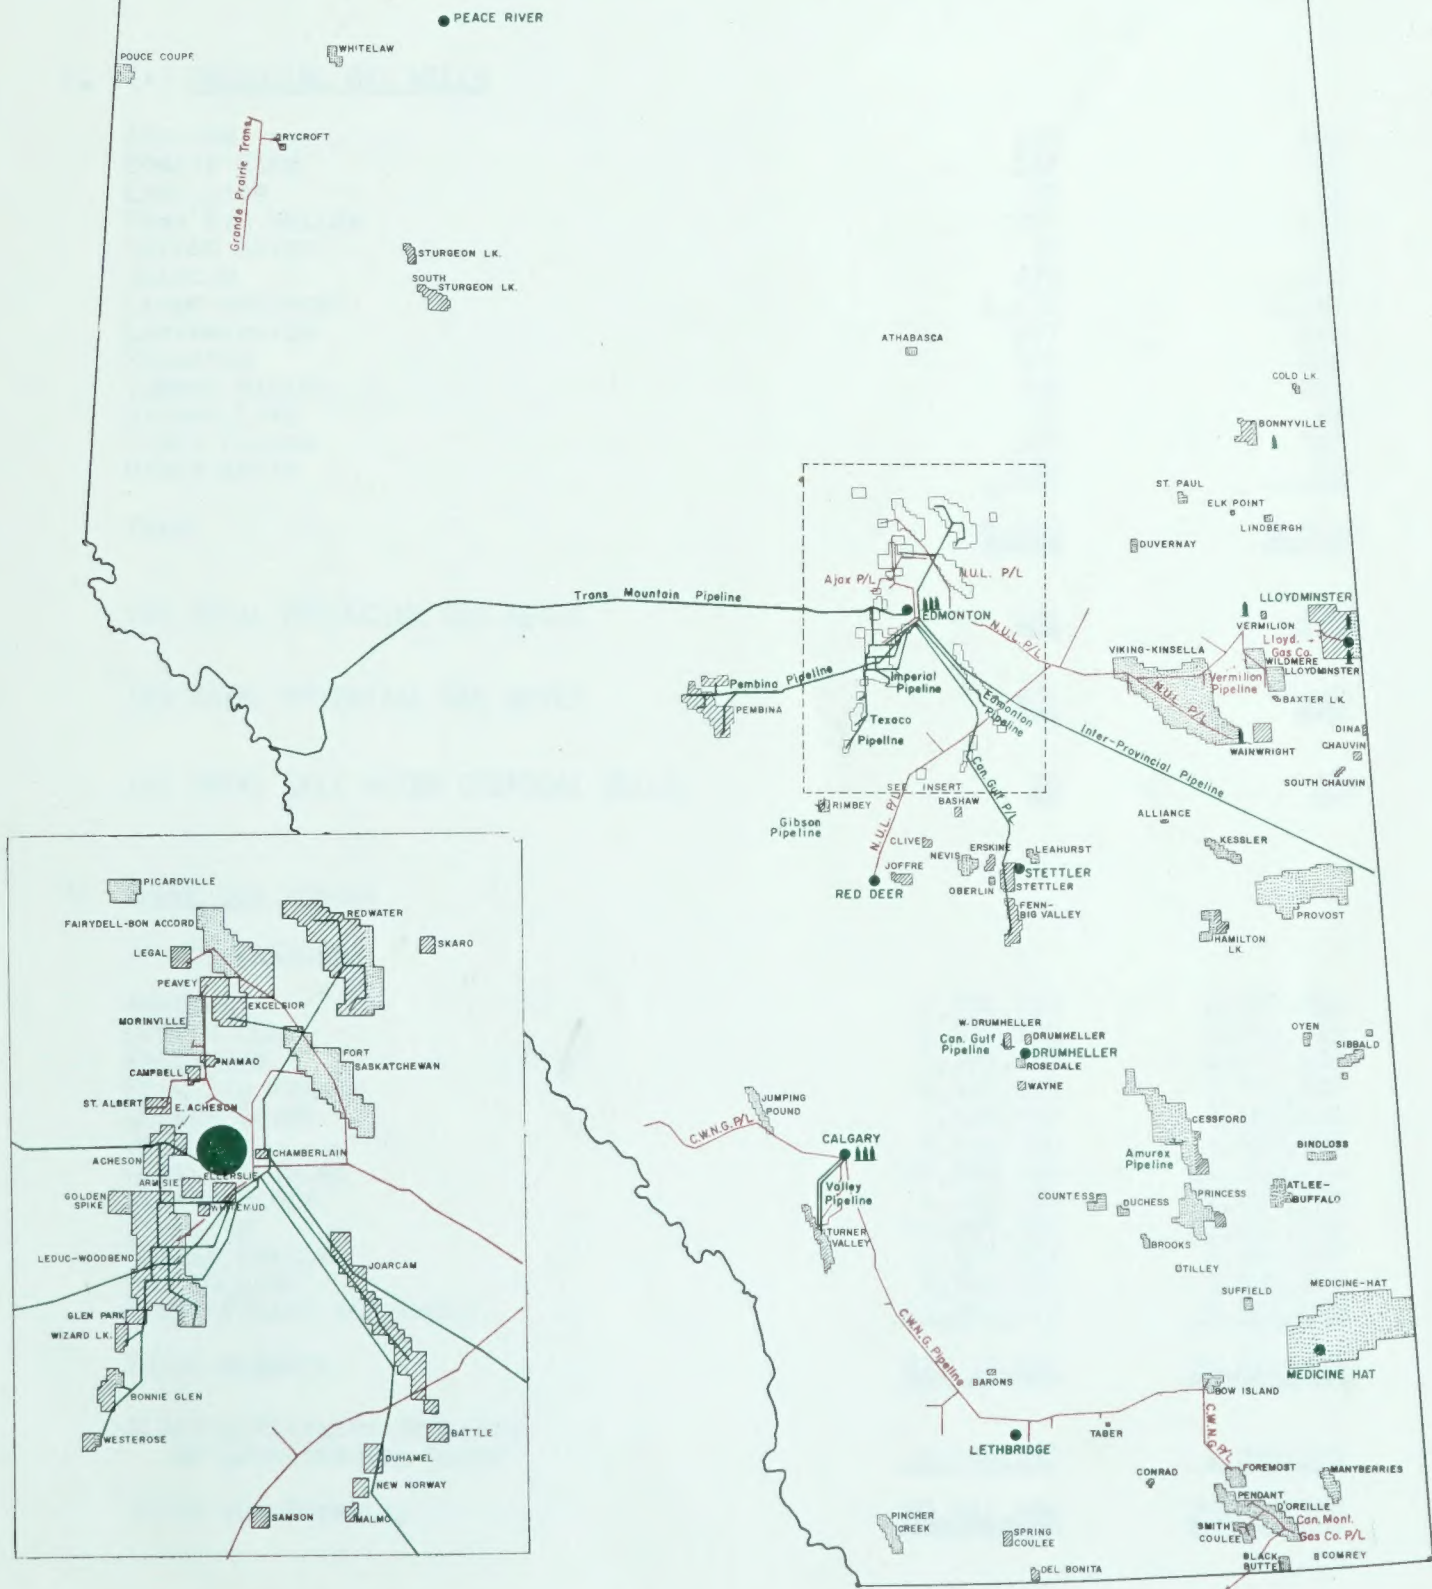 PEACE RIVER
WHITELAW
POUCE COUPE
RYCROFT
Grande Prairie Trans
STURGEON LK.
SOUTH
STURGEON LK.
ATHABASCA
COLD LK
BONNYVILLE
ST. PAUL
ELK POINT
LINDBERGH
DUVERNAY
Ajax P/L
N.U.L. P/L
Trans Mountain Pipeline
EDMONTON
LLOYDMINSTER
VERMILION
Lloyd.
Gas Co.
N.U.L. P/L
VIKING-KINSELLA
WILDMERE
LLOYDMINSTER
Vermilion
Pipeline
Pembina Pipeline
Imperial
Pipeline
PEMBINA
Edmonton
Pipeline
N.U.L. P/L
BAXTER LK.
Texaco
Pipeline
Inter-Provincial Pipeline
DINA
WAINWRIGHT
CHAUVIN
SOUTH CHAUVIN
Can. Gulf P/L
SEE INSERT
RIMBEY
BASHAW
Gibson
Pipeline
N.U.L. P/L
ALLIANCE
KESSLER
CLIVE
NEVIS
ERSKINE
LEAHURST
JOFFRE
STETTLER
RED DEER
OBERLIN
STETTLER
FENN-
BIG VALLEY
PROVOST
HAMILTON
LK.
PICARDVILLE
FAIRYDELL-BON ACCORD
REDWATER
SKARO
LEGAL
PEAVEY
EXCELSIOR
MORINVILLE
FORT
SASKATCHEWAN
NAMAO
CAMPBELL
ST. ALBERT
E. ACHESON
ACHESON
CHAMBERLAIN
ARMISIE
ELLERSLIE
GOLDEN
SPIKE
WHITEMUD
LEDUC-WOODBEND
JOARCAM
GLEN PARK
WIZARD LK.
BONNIE GLEN
WESTEROSE
BATTLE
DUHAMEL
NEW NORWAY
SAMSON
MALMO
W. DRUMHELLER
Can. Gulf
Pipeline
DRUMHELLER
DRUMHELLER
ROSEDALE
WAYNE
OYEN
SIBBALD
JUMPING
POUND
C.W.N.G. P/L
CALGARY
CESSFORD
Amurex
Pipeline
BINDLOSS
Valley
Pipeline
COUNTESS
DUCHESS
PRINCESS
ATLEE-
BUFFALO
TURNER
VALLEY
BROOKS
TILLEY
MEDICINE-HAT
SUFFIELD
C.W.N.G. Pipeline
MEDICINE HAT
BARONS
BOW ISLAND
C.W.N.G. P/L
TABER
LETHBRIDGE
CONRAD
FOREMOST
MANYBERRIES
PENDANT
D'OREILLE
PINCHER
CREEK
SPRING
COULEE
SMITH
COULEE
Can. Mont.
Gas Co. P/L
BLACK
BUTTE
COMREY
DEL BONITA